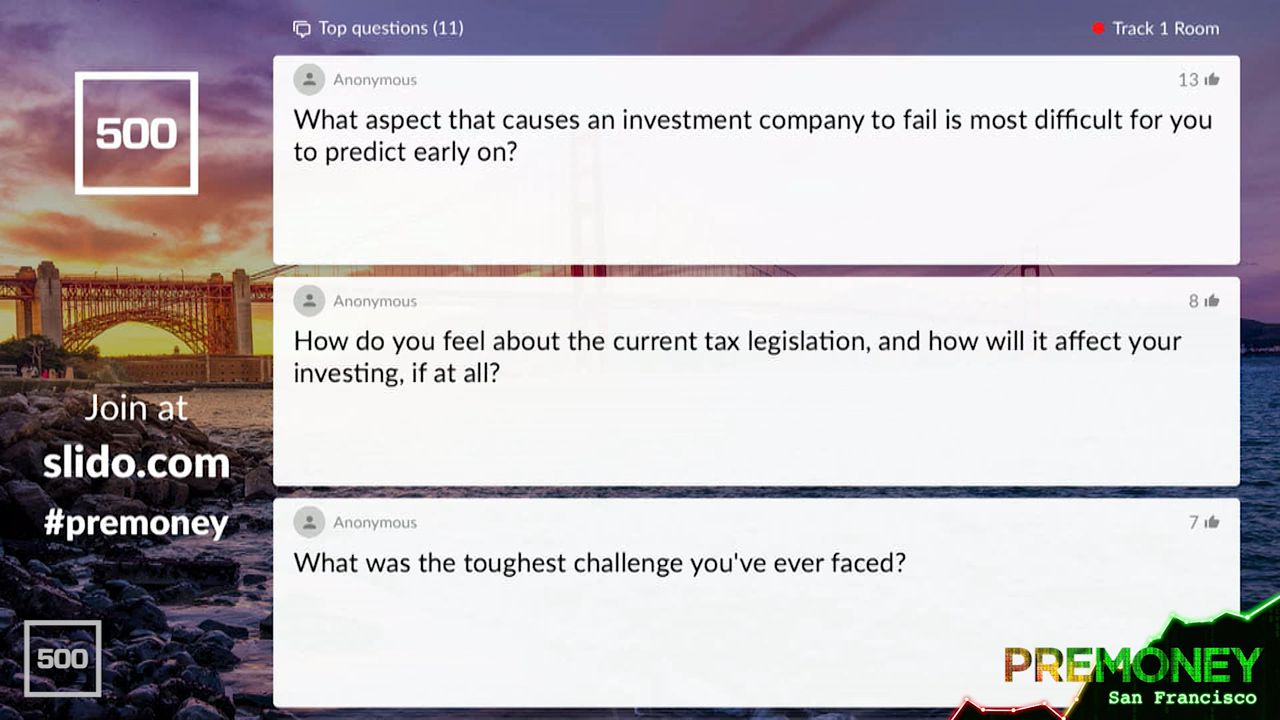 Top questions (11)
Track 1 Room
500
Anonymous
13
What aspect that causes an investment company to fail is most difficult for you
to predict early on?
Anonymous
8
How do you feel about the current tax legislation, and how will it affect your
investing, if at all?
Join at
slido.com
#premoney
Anonymous
7
What was the toughest challenge you've ever faced?
500
PREMONEY
San Francisco